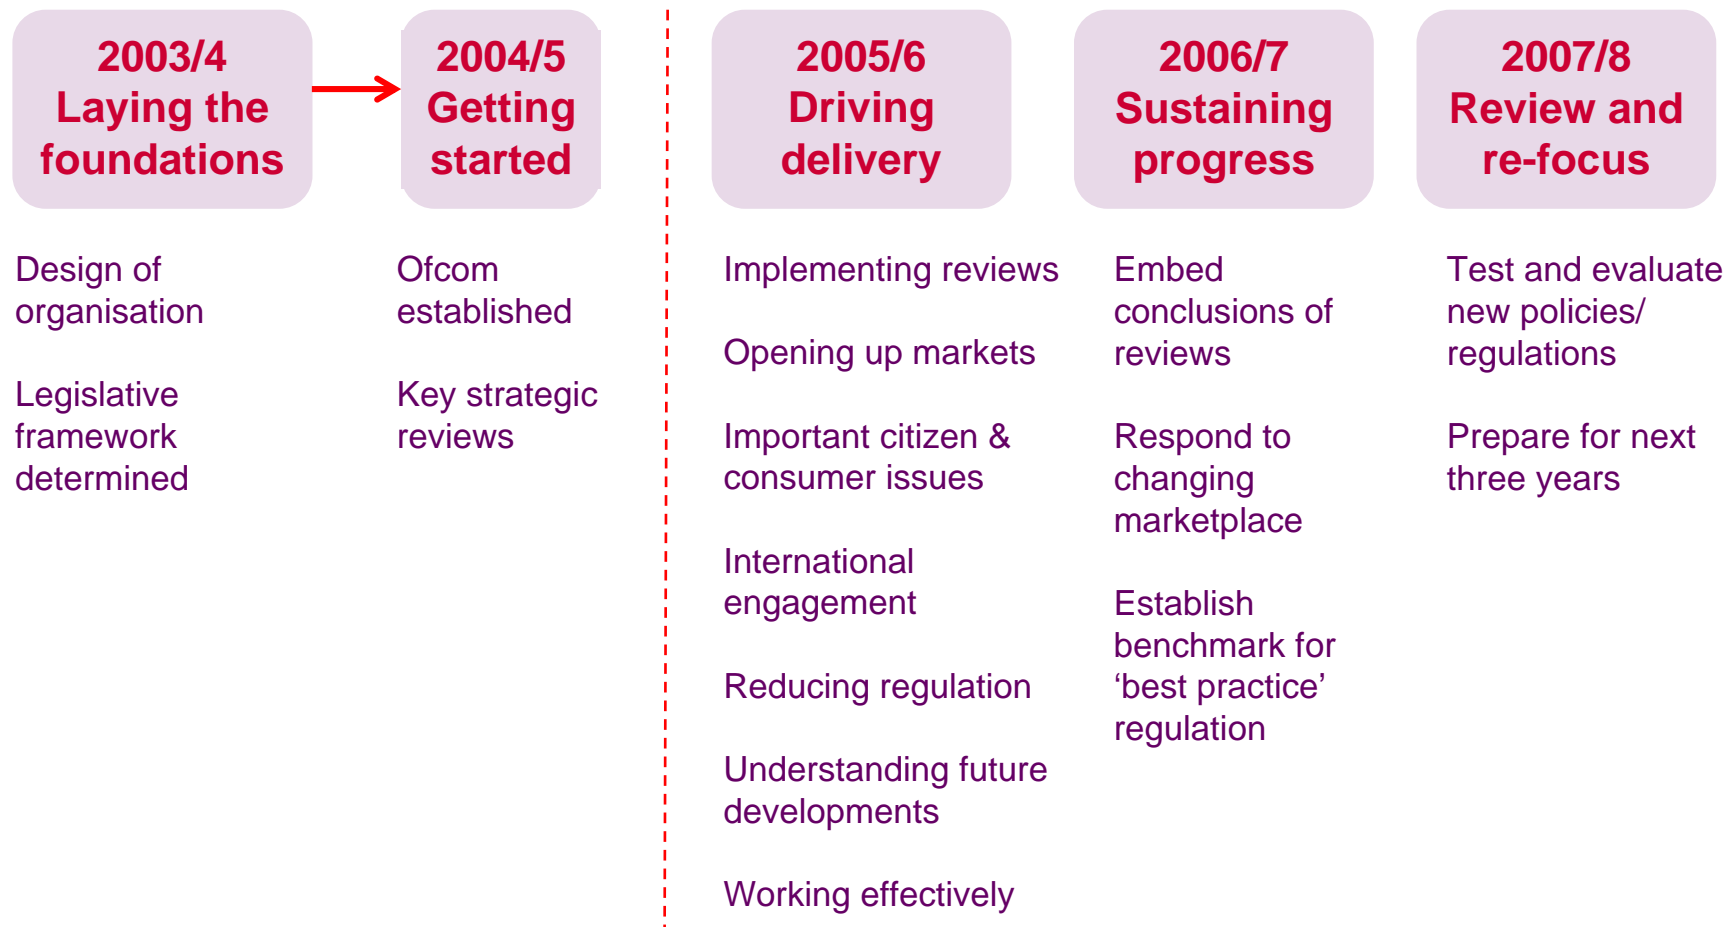 2003/4
Laying the
foundations
2004/5
Getting
started
2005/6
Driving
delivery
2006/7
Sustaining
progress
2007/8
Review and
re-focus
Design of
organisation
Legislative
framework
determined
Ofcom
established
Key strategic
reviews
Implementing reviews
Opening up markets
Important citizen &
consumer issues
International
engagement
Reducing regulation
Understanding future
developments
Working effectively
Embed
conclusions of
reviews
Respond to
changing
marketplace
Establish
benchmark for
‘best practice’
regulation
Test and evaluate
new policies/
regulations
Prepare for next
three years